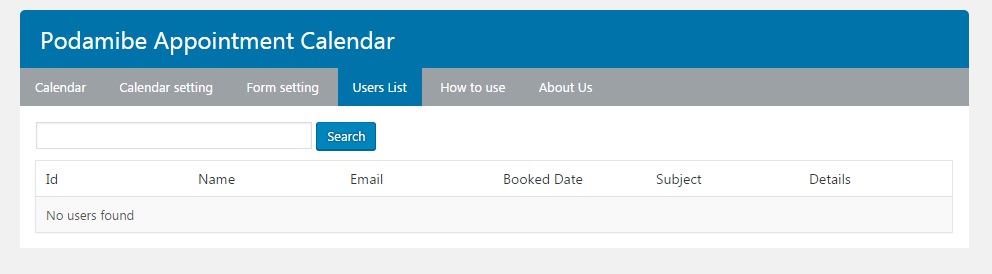 Podamibe Appointment Calendar
Calendar Calendar setting Form setting Users List How to use About Us
Search
Id Name Email Booked Date Subject Details
No users found